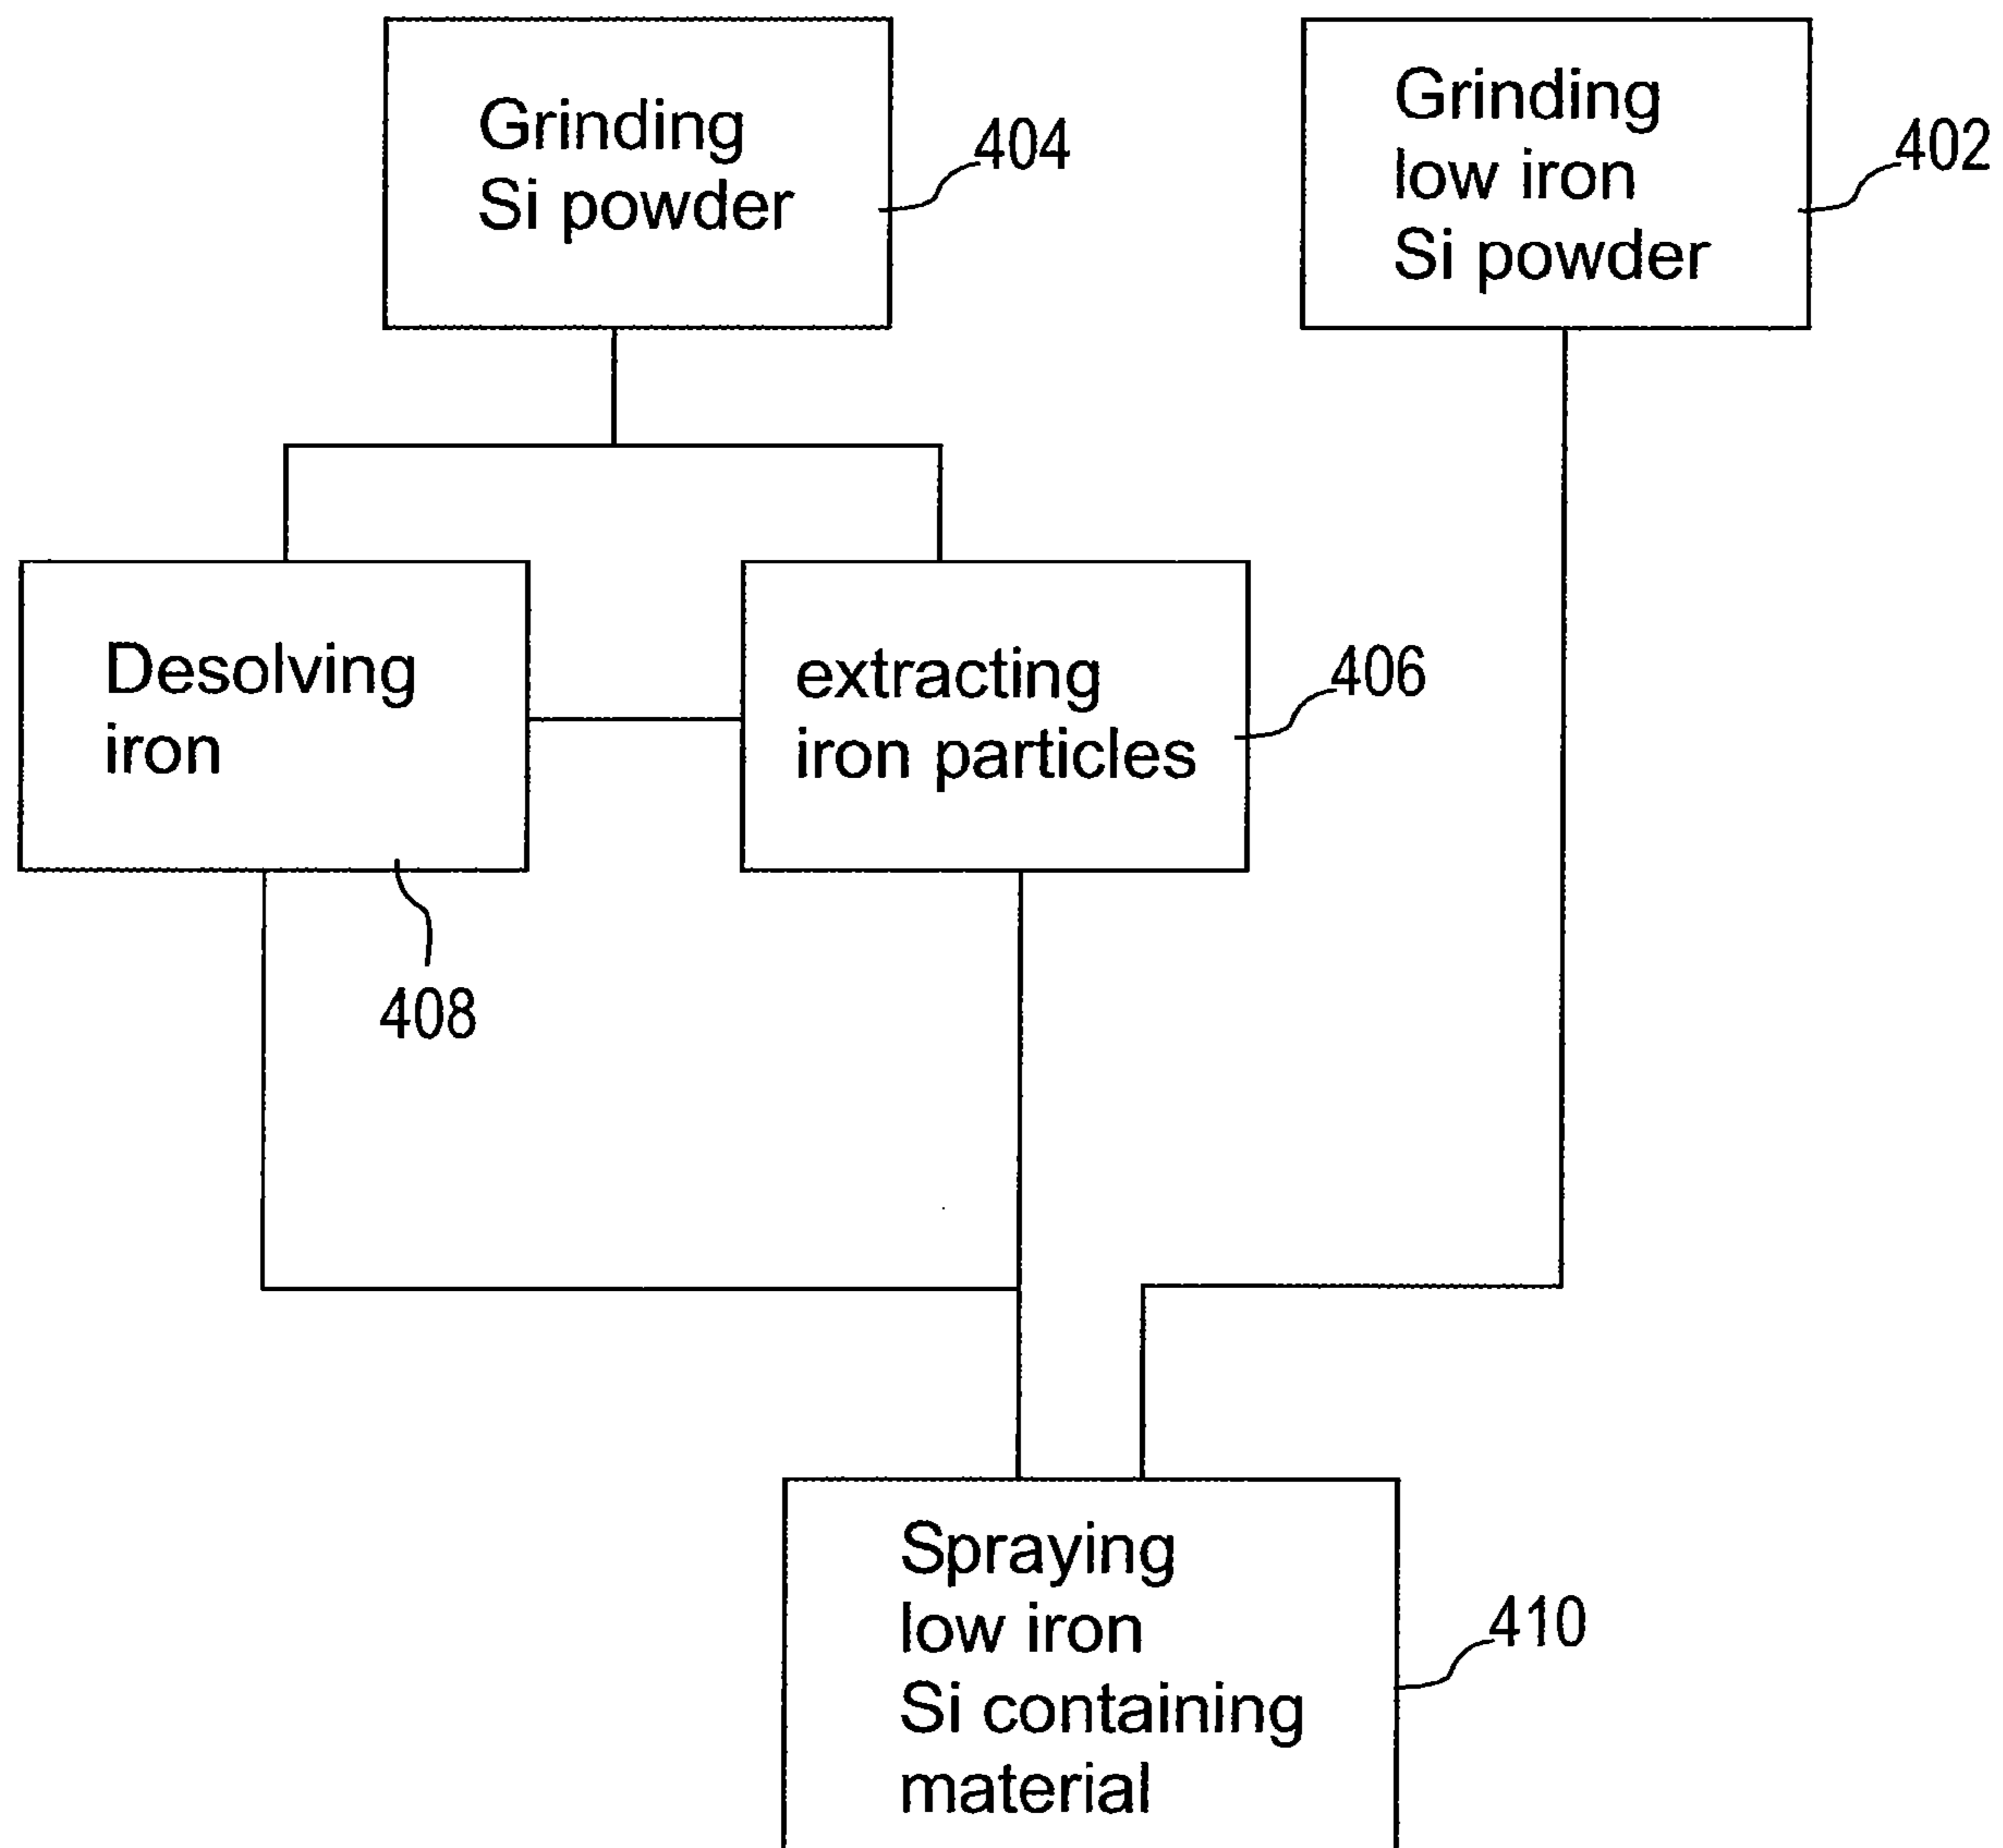 Grinding
Si powder
404
Grinding
low iron
Si powder
402
Desolving
iron
408
extracting
iron particles
406
Spraying
low iron
Si containing
material
410